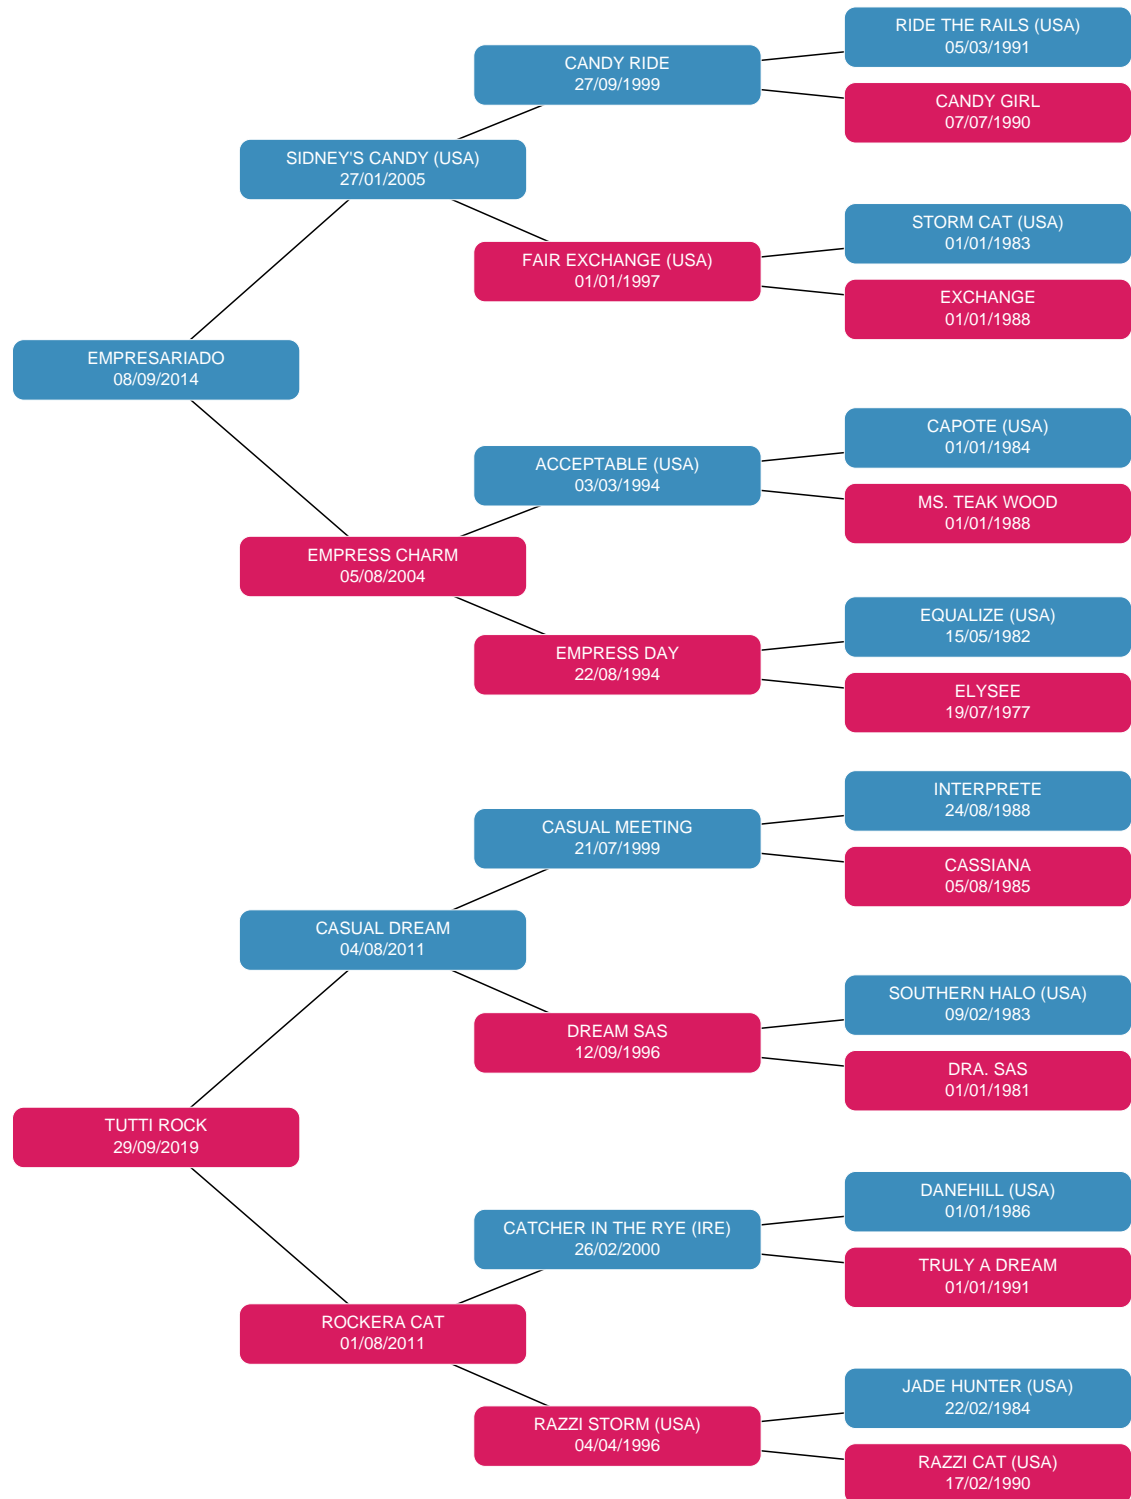 RIDE THE RAILS (USA)
05/03/1991
CANDY RIDE
27/09/1999
CANDY GIRL
07/07/1990
SIDNEY'S CANDY (USA)
27/01/2005
STORM CAT (USA)
01/01/1983
FAIR EXCHANGE (USA)
01/01/1997
EXCHANGE
01/01/1988
EMPRESARIADO
08/09/2014
CAPOTE (USA)
01/01/1984
ACCEPTABLE (USA)
03/03/1994
MS. TEAK WOOD
01/01/1988
EMPRESS CHARM
05/08/2004
EQUALIZE (USA)
15/05/1982
EMPRESS DAY
22/08/1994
ELYSEE
19/07/1977
INTERPRETE
24/08/1988
CASUAL MEETING
21/07/1999
CASSIANA
05/08/1985
CASUAL DREAM
04/08/2011
SOUTHERN HALO (USA)
09/02/1983
DREAM SAS
12/09/1996
DRA. SAS
01/01/1981
TUTTI ROCK
29/09/2019
DANEHILL (USA)
01/01/1986
CATCHER IN THE RYE (IRE)
26/02/2000
TRULY A DREAM
01/01/1991
ROCKERA CAT
01/08/2011
JADE HUNTER (USA)
22/02/1984
RAZZI STORM (USA)
04/04/1996
RAZZI CAT (USA)
17/02/1990